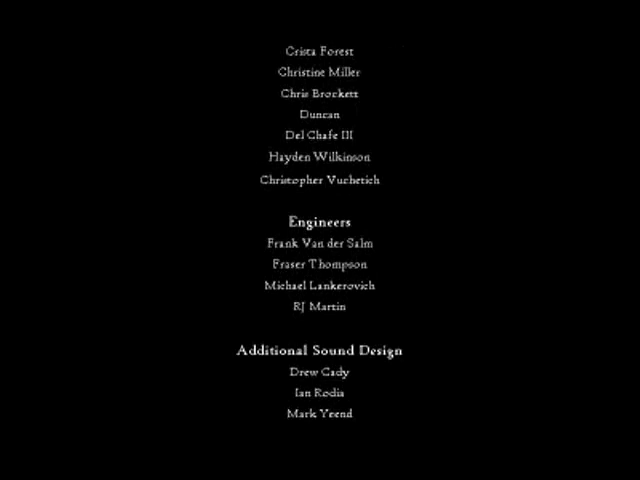 Crista Forest
Christine Miller
Chris Brockett
Duncan
Del Chafe III
Hayden Wilkinson
Christopher Vuchetich
Engineers
Frank Van der Salm
Fraser Thompson
Michael Lankerovich
RJ Martin
Additional Sound Design
Drew Cady
Ian Rodia
Mark Yeend